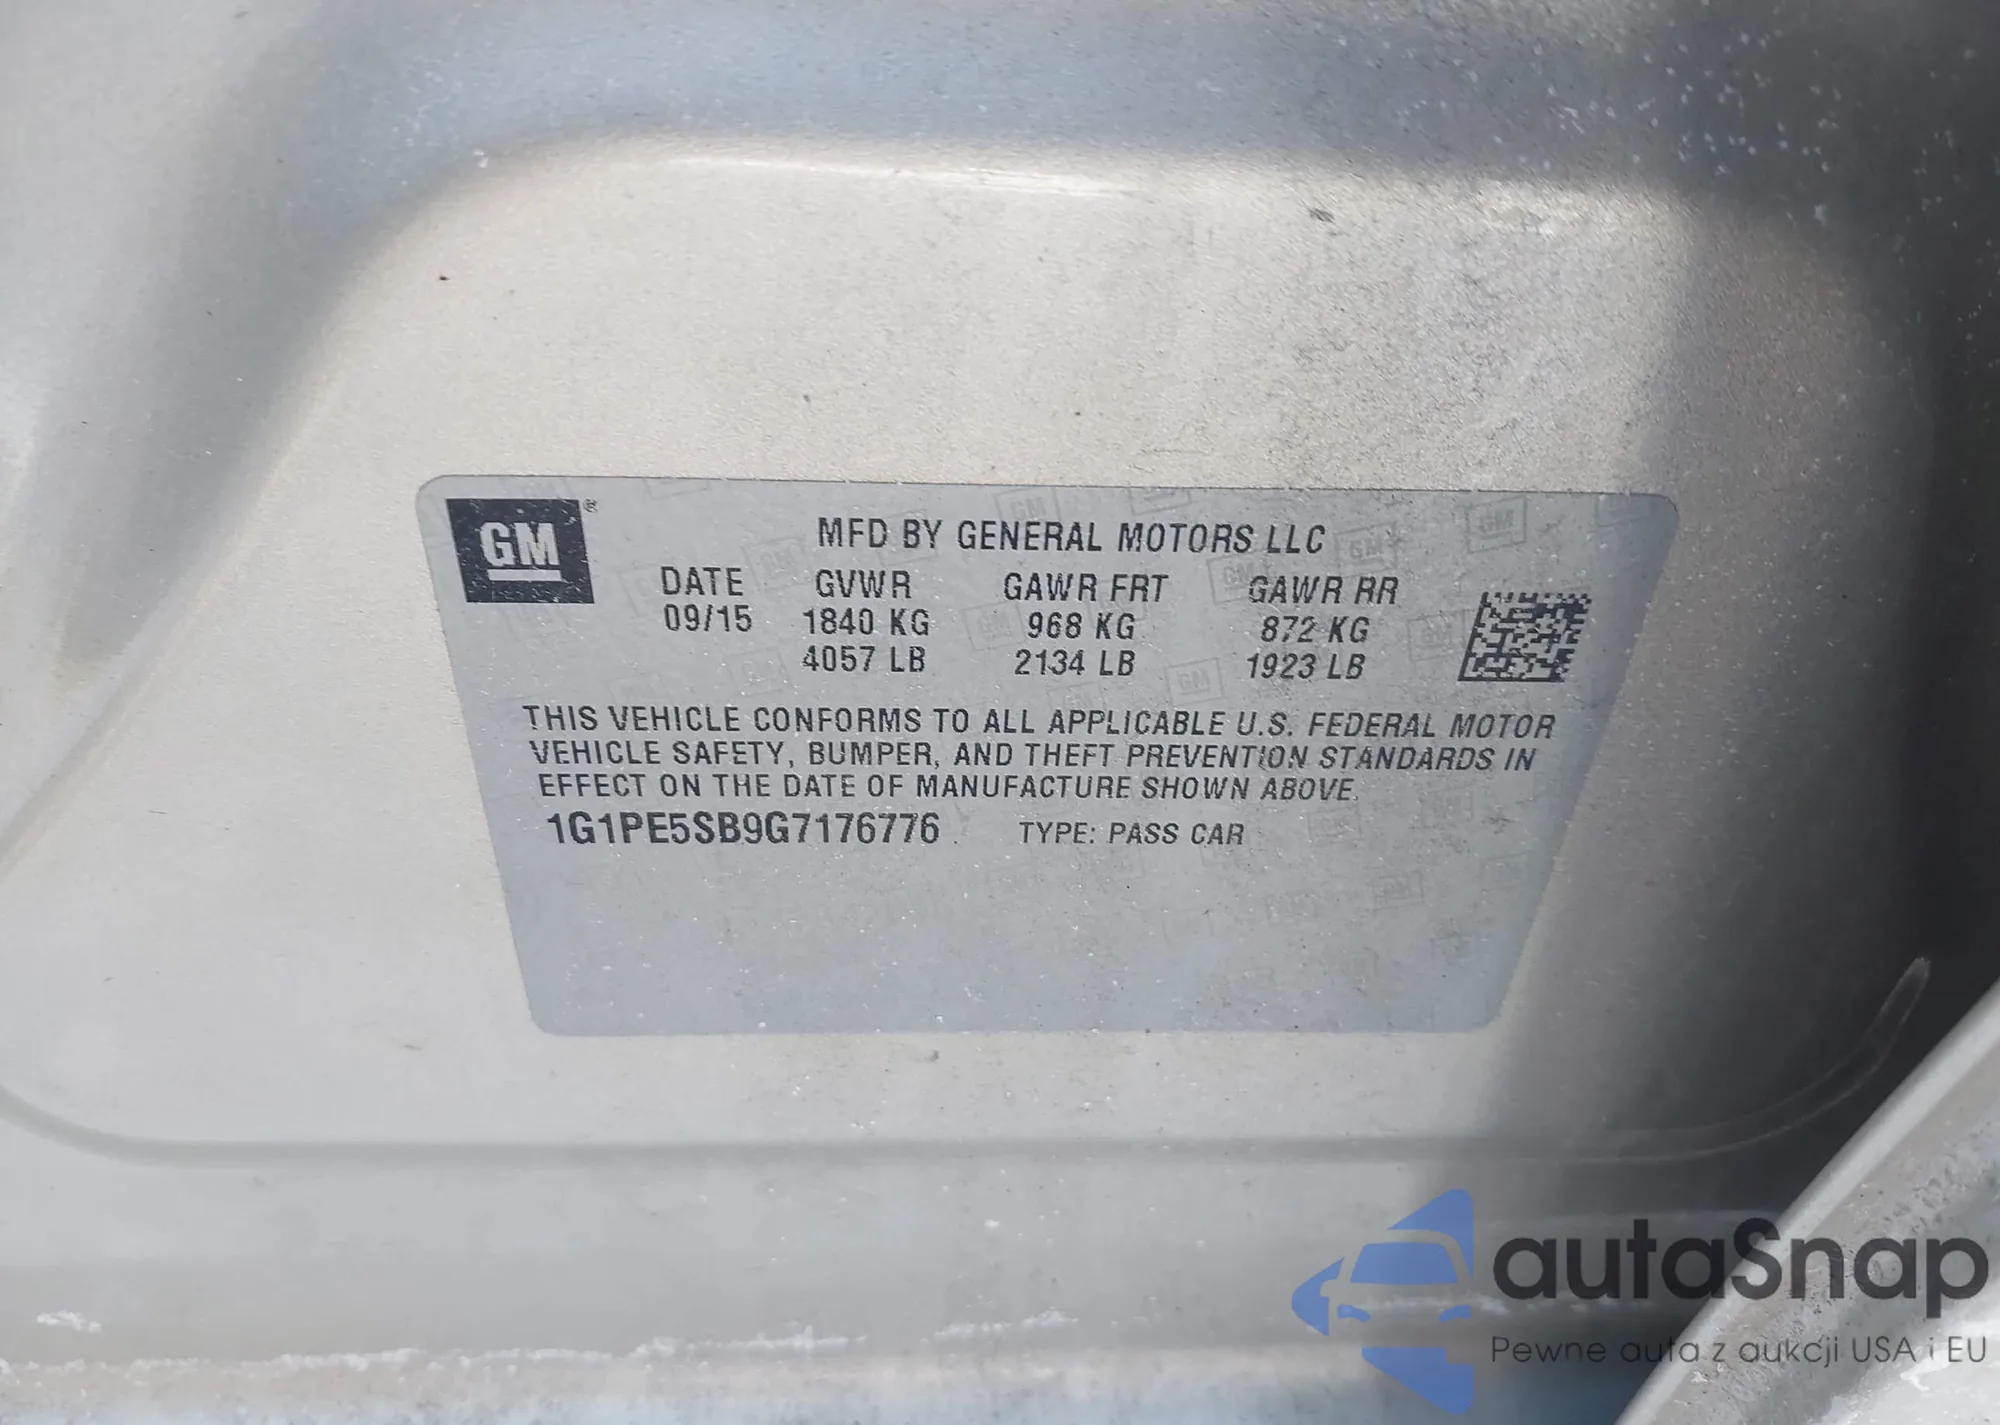 GM®
MFD BY GENERAL MOTORS LLC
DATE GVWR GAWR FRT GAWR RR
09/15 1840 KG 968 KG 872 KG
4057 LB 2134 LB 1923 LB
THIS VEHICLE CONFORMS TO ALL APPLICABLE U.S. FEDERAL MOTOR
VEHICLE SAFETY, BUMPER, AND THEFT PREVENTION STANDARDS IN
EFFECT ON THE DATE OF MANUFACTURE SHOWN ABOVE.
1G1PE5SB9G7176776 TYPE: PASS CAR
autaSnap
Pewne auta z aukcji USA i EU